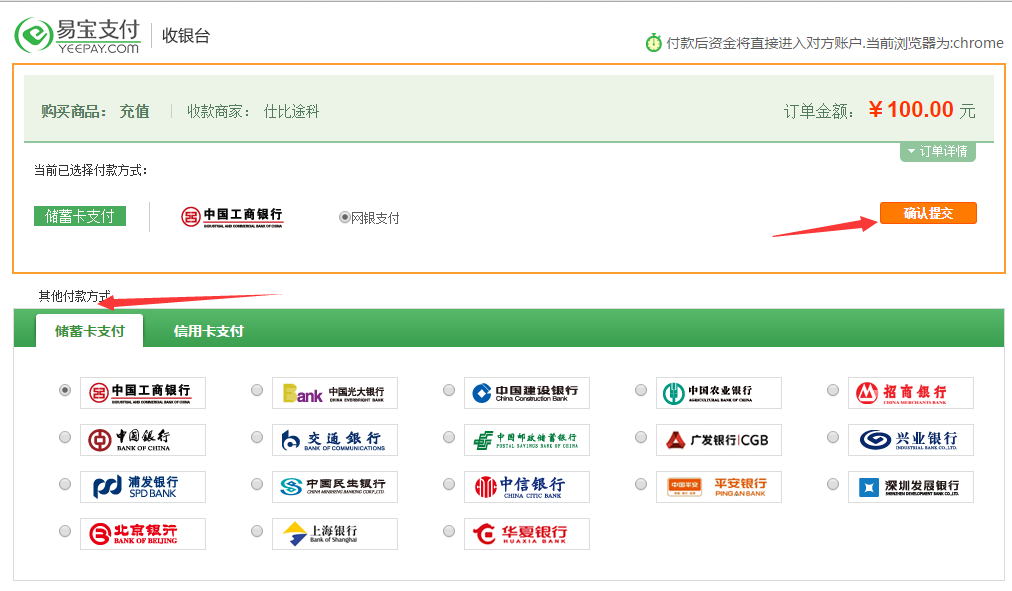 易宝支付 收银台
YEEPAY.COM
付款后资金将直接进入对方账户.当前浏览器为:chrome
购买商品： 充值 收款商家： 仕比途科 订单金额： ¥100.00 元
订单详情
当前已选择付款方式：
储蓄卡支付 中国工商银行 网银支付 确认提交
INDUSTRIAL AND COMMERCIAL BANK OF CHINA
其他付款方式
储蓄卡支付 信用卡支付
中国工商银行 Bank 中国光大银行 中国建设银行 中国农业银行 招商银行
INDUSTRIAL AND COMMERCIAL BANK OF CHINA CHINA EVERBRIGHT BANK China Construction Bank AGRICULTURAL BANK OF CHINA CHINA MERCHANTS BANK
中国银行 交通银行 中国邮政储蓄银行 广发银行|CGB 兴业银行
BANK OF CHINA BANK OF COMMUNICATIONS POSTAL SAVINGS BANK OF CHINA INDUSTRIAL BANK CO.,LTD.
浦发银行 中国民生银行 中信银行 中国平安 平安银行 深圳发展银行
SPD BANK CHINA MINSHENG BANKING CORP.,LTD CHINA CITIC BANK PINGAN BANK SHENZHEN DEVELOPMENT BANK CO.,LTD.
北京银行 上海银行 华夏银行
BANK OF BEIJING Bank of Shanghai HUAXIA BANK